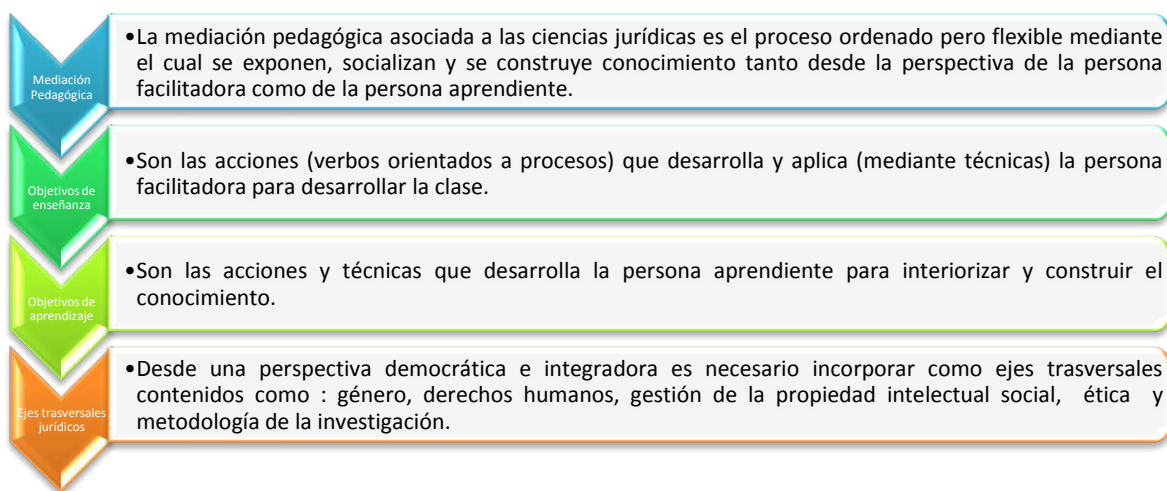 Mediación
Pedagógica
•La mediación pedagógica asociada a las ciencias jurídicas es el proceso ordenado pero flexible mediante
el cual se exponen, socializan y se construye conocimiento tanto desde la perspectiva de la persona
facilitadora como de la persona aprendiente.
Objetivos de
enseñanza
•Son las acciones (verbos orientados a procesos) que desarrolla y aplica (mediante técnicas) la persona
facilitadora para desarrollar la clase.
Objetivos de
aprendizaje
•Son las acciones y técnicas que desarrolla la persona aprendiente para interiorizar y construir el
conocimiento.
Ejes trasversales
jurídicos
•Desde una perspectiva democrática e integradora es necesario incorporar como ejes trasversales
contenidos como : género, derechos humanos, gestión de la propiedad intelectual social, ética y
metodología de la investigación.